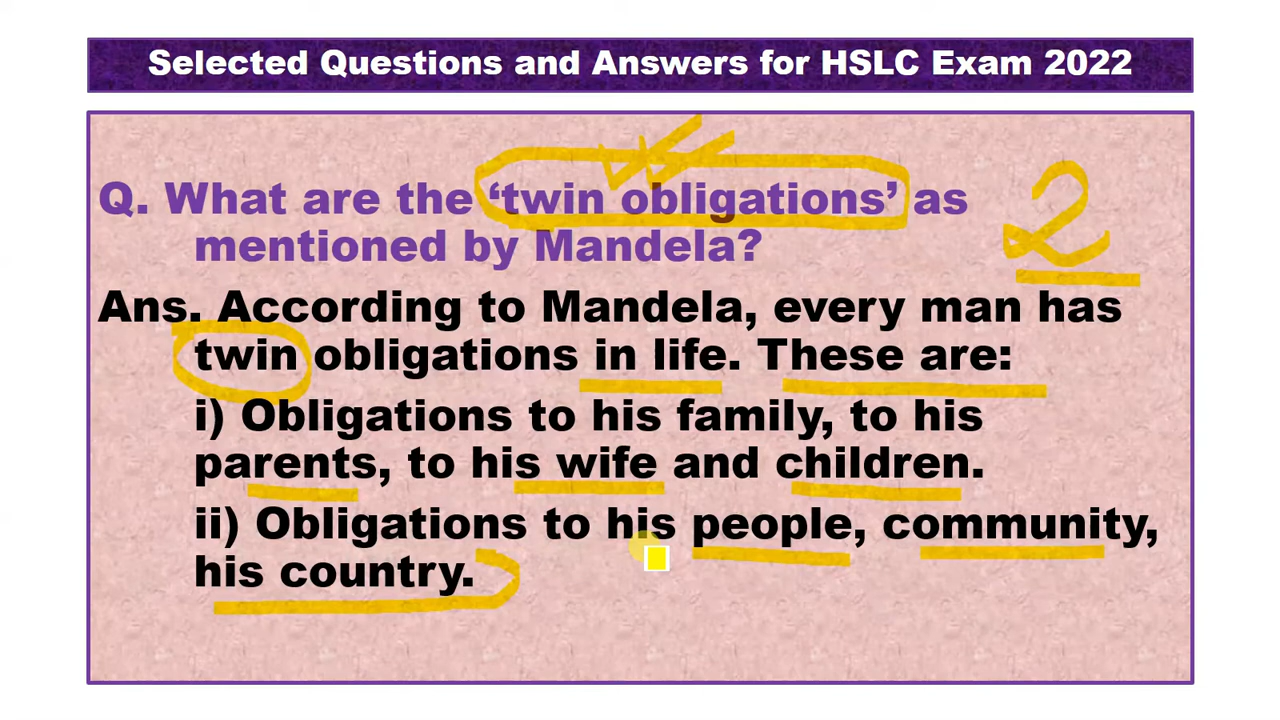 Selected Questions and Answers for HSLC Exam 2022
Q. What are the ‘twin obligations’ as
mentioned by Mandela?
2
Ans. According to Mandela, every man has
twin obligations in life. These are:
i) Obligations to his family, to his
parents, to his wife and children.
ii) Obligations to his people, community,
his country.